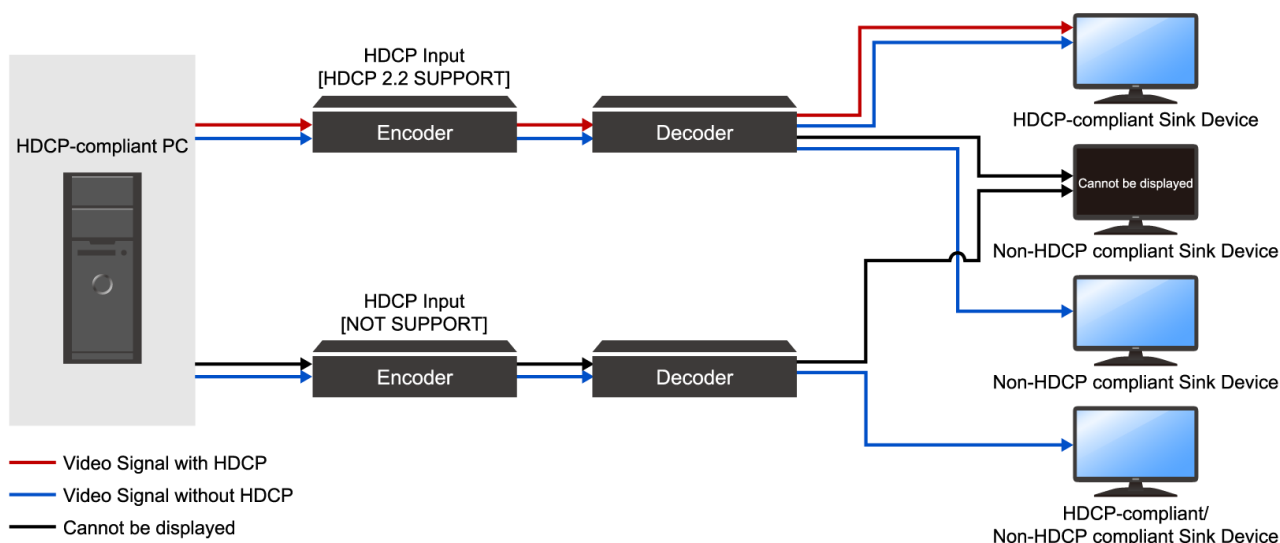 HDCP-compliant PC
HDCP Input
[HDCP 2.2 SUPPORT]
Encoder
Decoder
HDCP-compliant Sink Device
Cannot be displayed
Non-HDCP compliant Sink Device
HDCP Input
[NOT SUPPORT]
Encoder
Decoder
Non-HDCP compliant Sink Device
HDCP-compliant/
Non-HDCP compliant Sink Device
Video Signal with HDCP
Video Signal without HDCP
Cannot be displayed